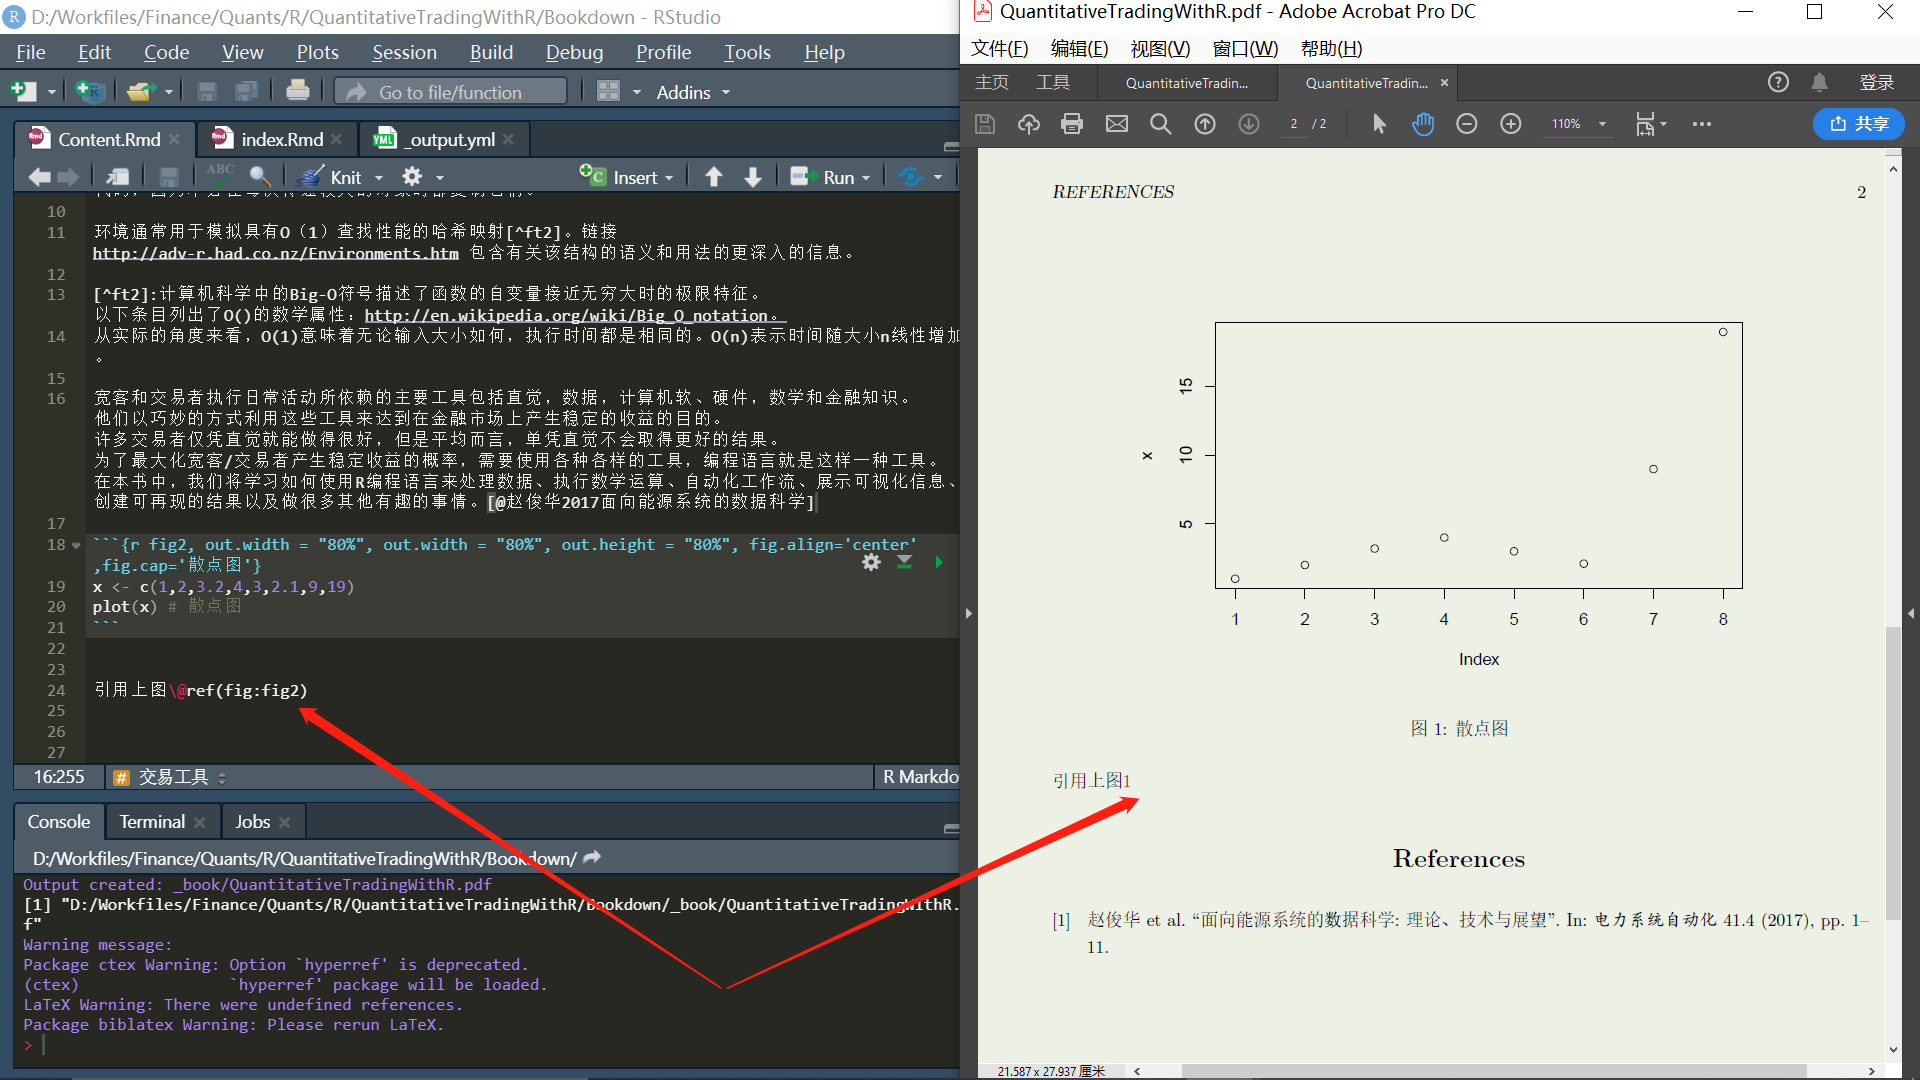 D:/Workfiles/Finance/Quants/R/QuantitativeTradingWithR/Bookdown - RStudio
File Edit Code View Plots Session Build Debug Profile Tools Help
Go to file/function Addins
Content.Rmd index.Rmd _output.yml
ABC Knit Insert Run
10
11 环境通常用于模拟具有O（1）查找性能的哈希映射[^ft2]。链接
http://adv-r.had.co.nz/Environments.htm 包含有关该结构的语义和用法的更深入的信息。
12
13 [^ft2]:计算机科学中的Big-O符号描述了函数的自变量接近无穷大时的极限特征。
以下条目列出了O()的数学属性：http://en.wikipedia.org/wiki/Big_O_notation。
14 从实际的角度来看，O(1)意味着无论输入大小如何，执行时间都是相同的。O(n)表示时间随大小n线性增加
。
15
16 宽客和交易者执行日常活动所依赖的主要工具包括直觉，数据，计算机软、硬件，数学和金融知识。
他们以巧妙的方式利用这些工具来达到在金融市场上产生稳定的收益的目的。
许多交易者仅凭直觉就能做得很好，但是平均而言，单凭直觉不会取得更好的结果。
为了最大化宽客/交易者产生稳定收益的概率，需要使用各种各样的工具，编程语言就是这样一种工具。
在本书中，我们将学习如何使用R编程语言来处理数据、执行数学运算、自动化工作流、展示可视化信息、
创建可再现的结果以及做很多其他有趣的事情。[@赵俊华2017面向能源系统的数据科学]
17
18 ```{r fig2, out.width = "80%", out.width = "80%", out.height = "80%", fig.align='center'
,fig.cap='散点图'}
19 x <- c(1,2,3.2,4,3,2.1,9,19)
20 plot(x) # 散点图
21 ```
22
23
24 引用上图\@ref(fig:fig2)
25
26
27
16:255 # 交易工具 R Markdo
Console Terminal Jobs
D:/Workfiles/Finance/Quants/R/QuantitativeTradingWithR/Bookdown/
Output created: _book/QuantitativeTradingWithR.pdf
[1] "D:/Workfiles/Finance/Quants/R/QuantitativeTradingWithR/Bookdown/_book/QuantitativeTradingWithR.
f"
Warning message:
Package ctex Warning: Option `hyperref' is deprecated.
(ctex) `hyperref' package will be loaded.
LaTeX Warning: There were undefined references.
Package biblatex Warning: Please rerun LaTeX.
>
QuantitativeTradingWithR.pdf - Adobe Acrobat Pro DC
文件(F) 编辑(E) 视图(V) 窗口(W) 帮助(H)
主页 工具 QuantitativeTradin... QuantitativeTradin... 登录
2 / 2 110% 共享
REFERENCES 2
15
10
5
x
1 2 3 4 5 6 7 8
Index
图 1: 散点图
引用上图1
References
[1] 赵俊华 et al. “面向能源系统的数据科学: 理论、技术与展望”. In: 电力系统自动化 41.4 (2017), pp. 1–
11.
21.587 x 27.937 厘米